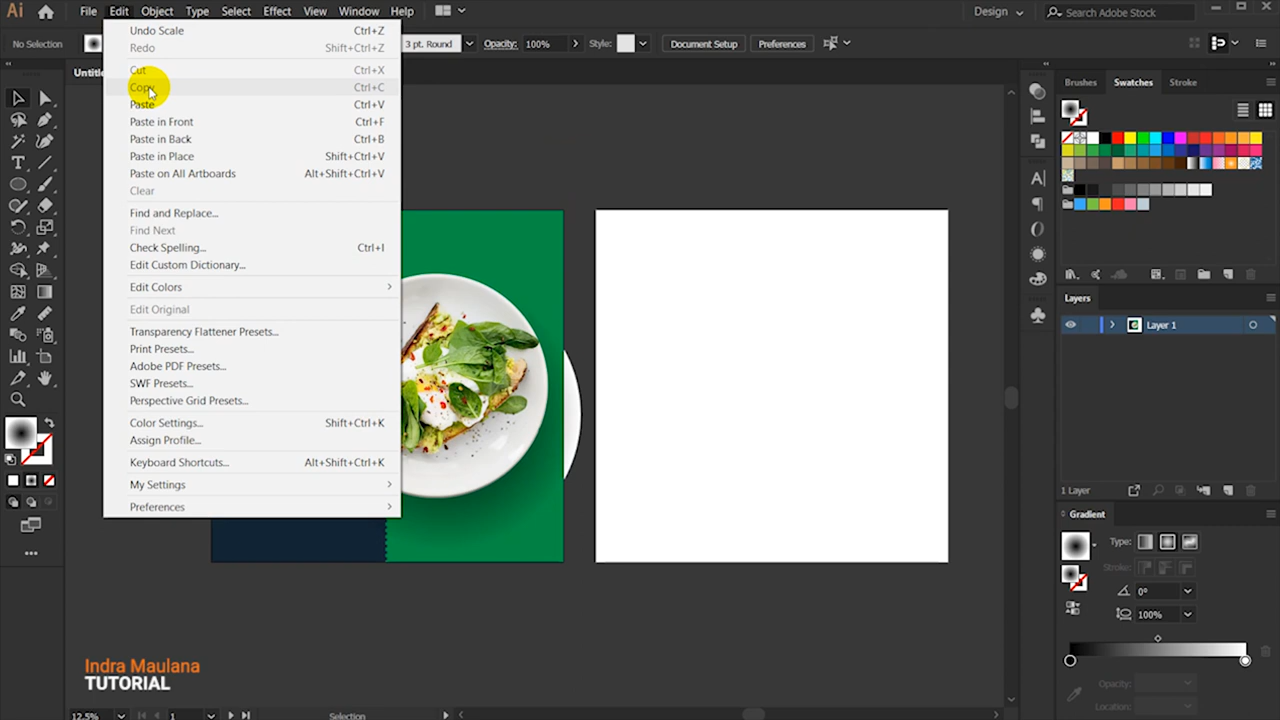 Ai File Edit Object Type Select Effect View Window Help Design Search Adobe Stock
No Selection 3 pt. Round Opacity: 100% Style: Document Setup Preferences
Undo Scale Ctrl+Z
Redo Shift+Ctrl+Z
Cut Ctrl+X
Copy Ctrl+C
Paste Ctrl+V
Paste in Front Ctrl+F
Paste in Back Ctrl+B
Paste in Place Shift+Ctrl+V
Paste on All Artboards Alt+Shift+Ctrl+V
Clear
Find and Replace...
Find Next
Check Spelling... Ctrl+I
Edit Custom Dictionary...
Edit Colors
Edit Original
Transparency Flattener Presets...
Print Presets...
Adobe PDF Presets...
SWF Presets...
Perspective Grid Presets...
Color Settings... Shift+Ctrl+K
Assign Profile...
Keyboard Shortcuts... Alt+Shift+Ctrl+K
My Settings
Preferences
Brushes Swatches Stroke
Layers
Layer 1
1 Layer
Gradient
Type:
Stroke:
0°
100%
Opacity:
Location:
Indra Maulana
TUTORIAL
12.5% 1 Selection